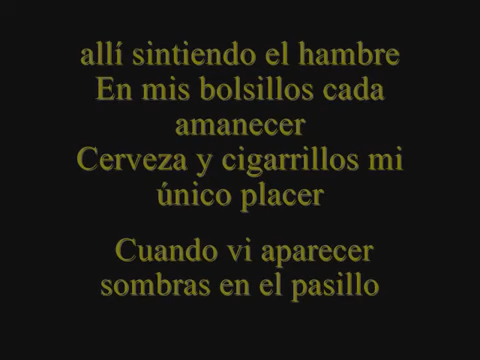 allí sintiendo el hambre
En mis bolsillos cada
amanecer
Cerveza y cigarrillos mi
único placer
Cuando vi aparecer
sombras en el pasillo